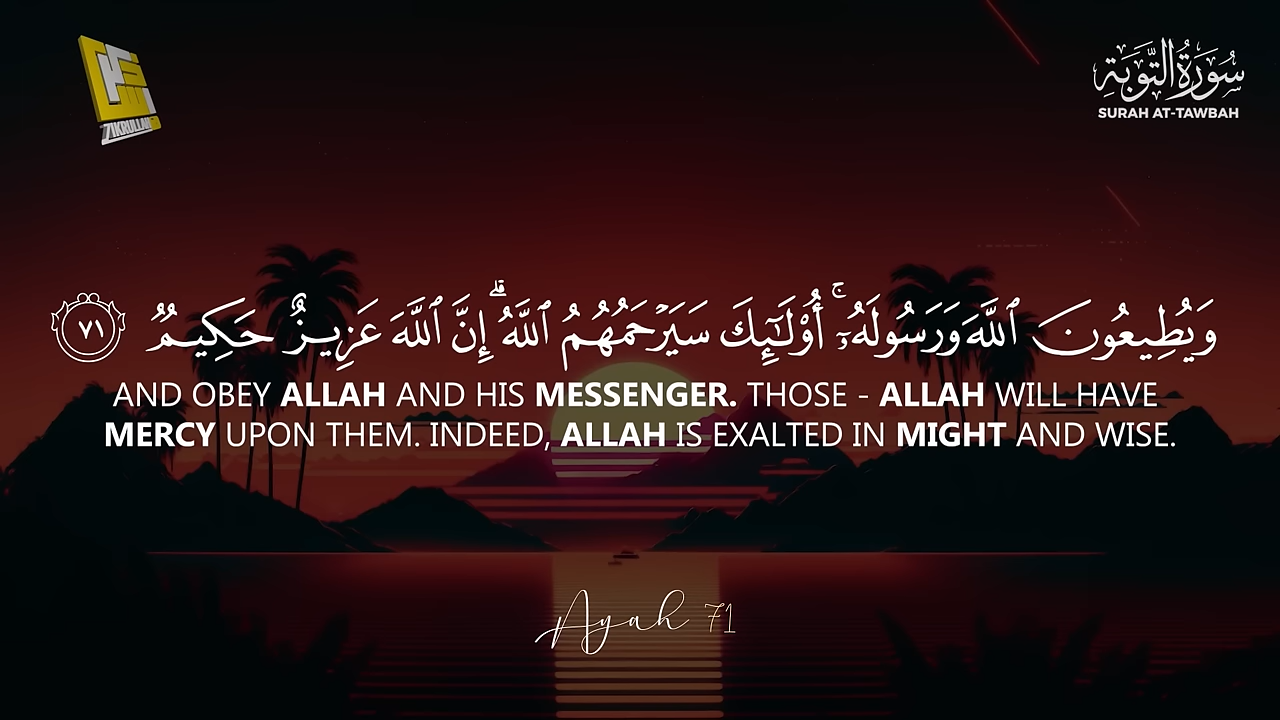 ZIKRULLAH
سُورَةُ التَّوْبَةِ
SURAH AT-TAWBAH
وَيُطِيعُونَ ٱللَّهَ وَرَسُولَهُۥٓ ۚ أُو۟لَـٰٓئِكَ سَيَرْحَمُهُمُ ٱللَّهُ ۗ إِنَّ ٱللَّهَ عَزِيزٌ حَكِيمٌ ٧١
AND OBEY ALLAH AND HIS MESSENGER. THOSE - ALLAH WILL HAVE
MERCY UPON THEM. INDEED, ALLAH IS EXALTED IN MIGHT AND WISE.
Ayah 71